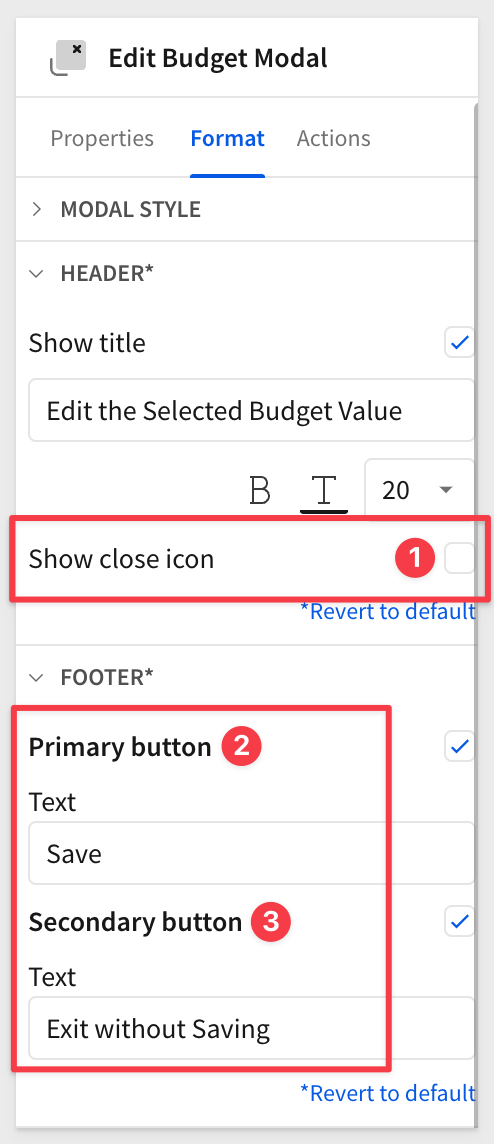 Edit Budget Modal
Properties Format Actions
MODAL STYLE
HEADER*
Show title
Edit the Selected Budget Value
B T 20
Show close icon 1
*Revert to default
FOOTER*
Primary button 2
Text
Save
Secondary button 3
Text
Exit without Saving
*Revert to default